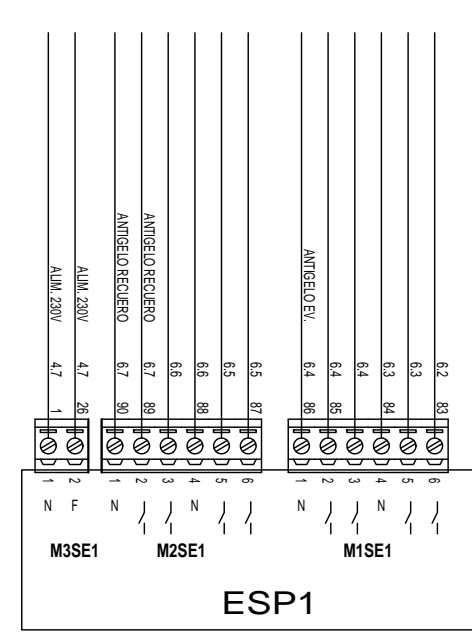 ALIM. 230V
ALIM. 230V
ANTIGELO RECUERO
ANTIGELO RECUERO
ANTIGELO EV.
4.7 4.7 6.7 6.7 6.6 6.6 6.5 6.5 6.4 6.4 6.4 6.3 6.3 6.2
1 26 90 89 88 87 86 85 84 83
1 2 1 2 3 4 5 6 1 2 3 4 5 6
N F N N N N
M3SE1 M2SE1 M1SE1
ESP1